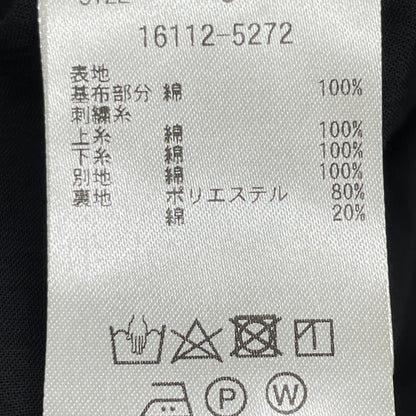 16112-5272
表地
基布部分 綿 100%
刺繍糸
上糸 綿 100%
下糸 綿 100%
別地 綿 100%
裏地 ポリエステル 80%
綿 20%
P W